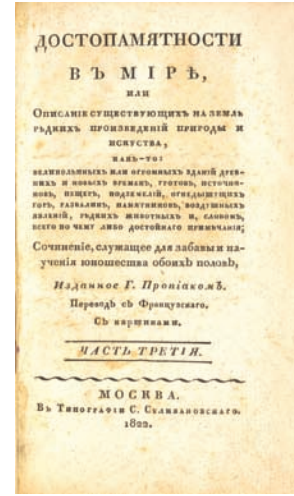 ДОСТОПАМЯТНОСТИ
ВЪ МІРѢ,
ИЛИ
Описаніе существующихъ на землѣ
рѣдкихъ произведеній природы и
искуства,
какъ-то:
великолѣпныхъ или огромныхъ зданій древ-
нихъ и новыхъ временъ, гротовъ, источни-
ковъ, пещеръ, подземелій, огнедышущихъ
горъ, развалинъ, памятниковъ, воздушныхъ
явленій, рѣдкихъ животныхъ и, словомъ,
всего по чему либо достойнаго примѣчанія;
Сочиненіе, служащее для забавы и на-
ученія юношества обоихъ половъ,
Изданное Г. Пропіакомъ.
Переводъ съ Французскаго.
Съ картинами.
ЧАСТЬ ТРЕТІЯ.
МОСКВА.
Въ Типографіи С. Селивановскаго.
1822.